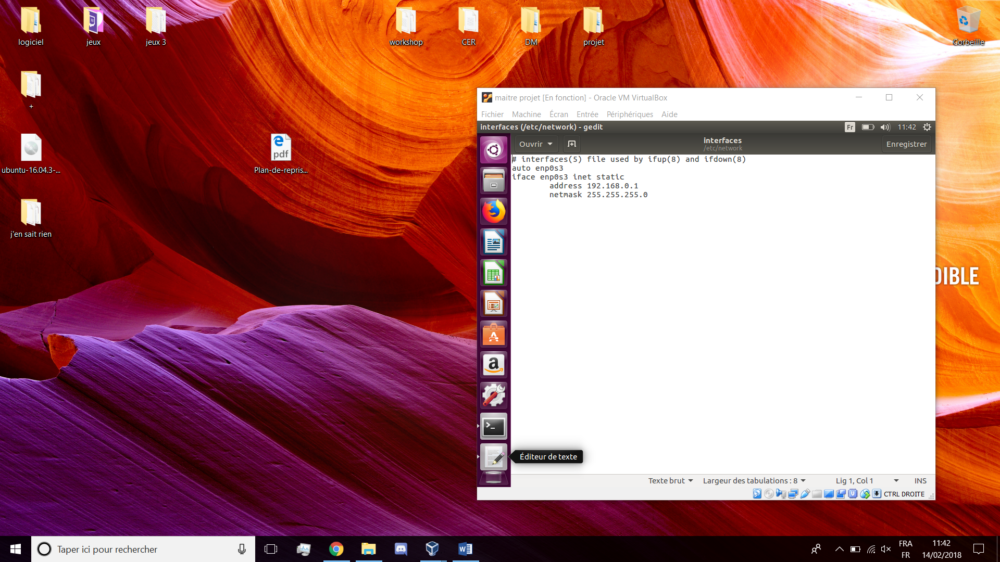 logiciel
jeux
jeux 3
workshop
CER
DM
projet
Corbeille
+
ubuntu-16.04.3-...
pdf
Plan-de-repris...
j'en sait rien
DIBLE
maitre projet [En fonction] - Oracle VM VirtualBox
Fichier Machine Écran Entrée Périphériques Aide
interfaces (/etc/network) - gedit
Fr
11:42
Ouvrir
interfaces
/etc/network
Enregistrer
# interfaces(5) file used by ifup(8) and ifdown(8)
auto enp0s3
iface enp0s3 inet static
address 192.168.0.1
netmask 255.255.255.0
Éditeur de texte
Texte brut
Largeur des tabulations : 8
Lig 1, Col 1
INS
CTRL DROITE
Taper ici pour rechercher
FRA
FR
11:42
14/02/2018